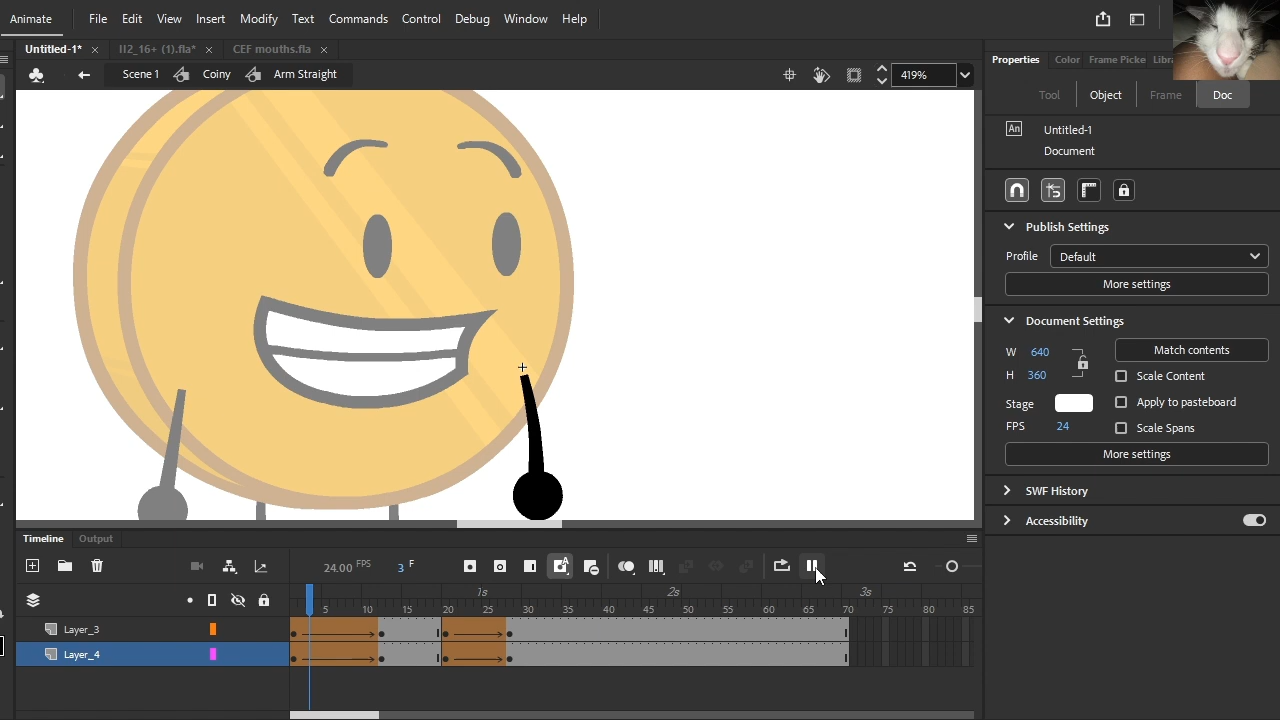 Animate File Edit View Insert Modify Text Commands Control Debug Window Help
Untitled-1* × II2_16+ (1).fla* × CEF mouths.fla ×
Scene 1 Coiny Arm Straight 419%
Properties Color Frame Picke Libra
Tool Object Frame Doc
An Untitled-1
Document
Publish Settings
Profile Default
More settings
Document Settings
W 640 Match contents
H 360 Scale Content
Stage Apply to pasteboard
FPS 24 Scale Spans
More settings
SWF History
Accessibility
Timeline Output
24.00 FPS 3 F
1s 2s 3s
5 10 15 20 25 30 35 40 45 50 55 60 65 70 75 80 85
Layer_3
Layer_4